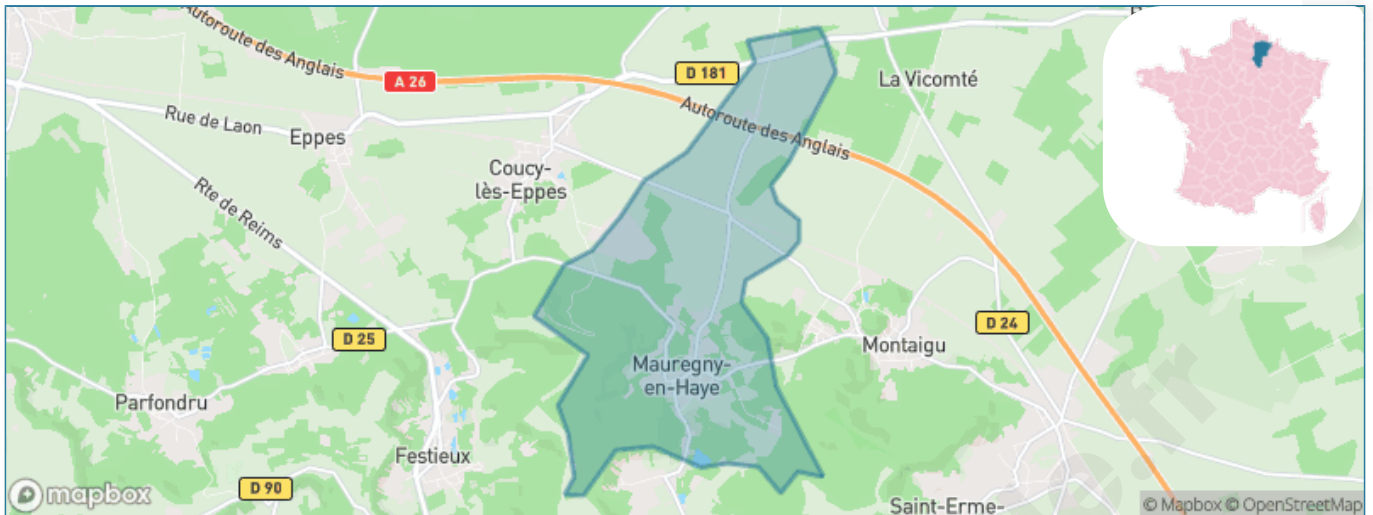 Autoroute des Anglais
A 26
D 181
La Vicomté
Autoroute des Anglais
Rue de Laon
Eppes
Coucy-
lès-Eppes
Rte de Reims
D 24
D 25
Montaigu
Mauregny-
en-Haye
Parfondru
Festieux
D 90
Saint-Erme-
mapbox
© Mapbox © OpenStreetMap